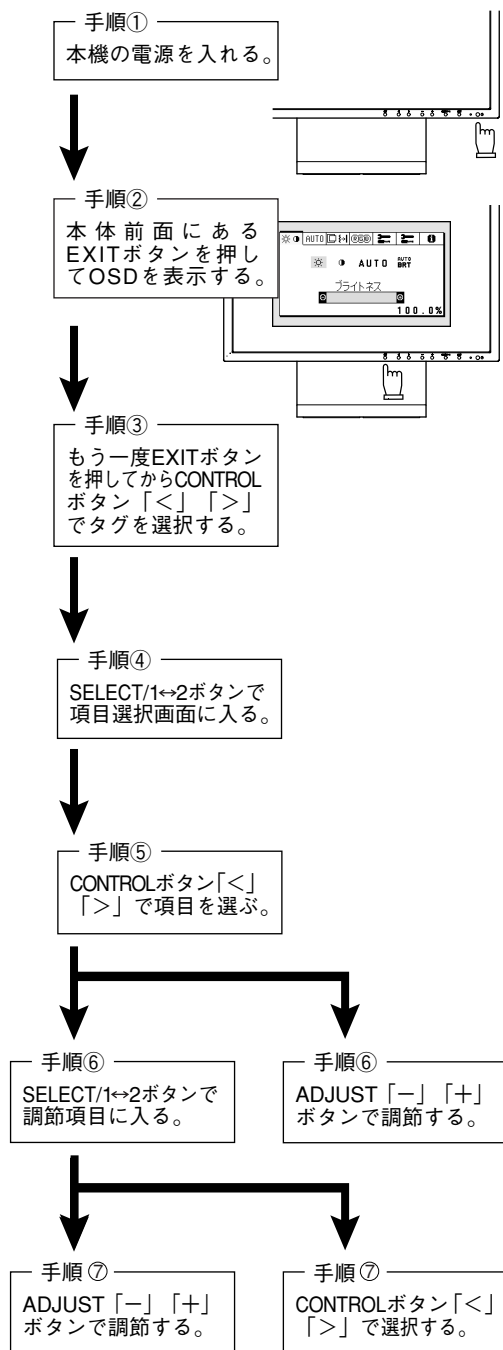 手順①
本機の電源を入れる。
手順②
本体前面にある
EXITボタンを押し
てOSDを表示する。
AUTO RGB
AUTO AUTO BRT
ブライトネス
100.0%
手順③
もう一度EXITボタン
を押してからCONTROL
ボタン「＜」「＞」
でタグを選択する。
手順④
SELECT/1↔2ボタンで
項目選択画面に入る。
手順⑤
CONTROLボタン「＜」
「＞」で項目を選ぶ。
手順⑥
SELECT/1↔2ボタンで
調節項目に入る。
手順⑥
ADJUST「－」「＋」
ボタンで調節する。
手順⑦
ADJUST「－」「＋」
ボタンで調節する。
手順⑦
CONTROLボタン「＜」
「＞」で選択する。